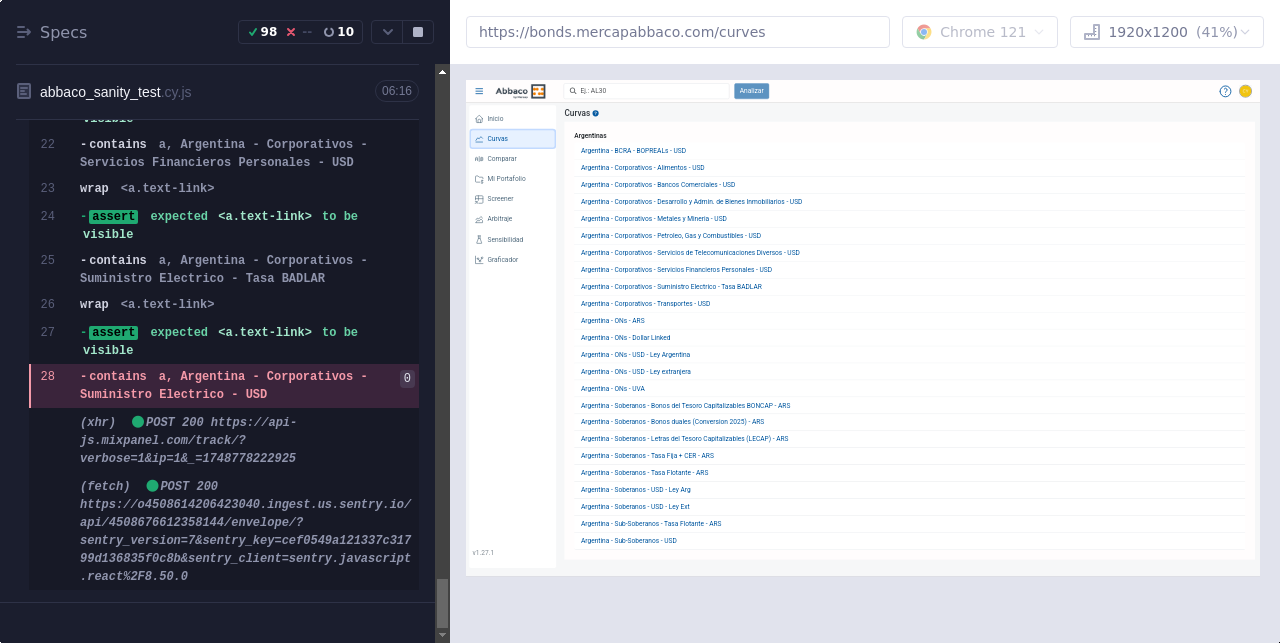 Specs
98 -- 10
abbaco_sanity_test.cy.js 06:16
visible
22 -contains a, Argentina - Corporativos - Servicios Financieros Personales - USD
23 wrap <a.text-link>
24 -assert expected <a.text-link> to be visible
25 -contains a, Argentina - Corporativos - Suministro Electrico - Tasa BADLAR
26 wrap <a.text-link>
27 -assert expected <a.text-link> to be visible
28 -contains a, Argentina - Corporativos - Suministro Electrico - USD 0
(xhr) POST 200 https://api-
js.mixpanel.com/track/?
verbose=1&ip=1&_=1748778222925
(fetch) POST 200
https://o4508614206423040.ingest.us.sentry.io/
api/4508676612358144/envelope/?
sentry_version=7&sentry_key=cef0549a121337c317
99d136835f0c8b&sentry_client=sentry.javascript
.react%2F8.50.0
https://bonds.mercapabbaco.com/curves
Chrome 121
1920x1200 (41%)
Abbaco
Ej.: AL30
Analizar
Inicio
Curvas
Comparar
Mi Portafolio
Screener
Arbitraje
Sensibilidad
Graficador
v1.27.1
Curvas
Argentinas
Argentina - BCRA - BOPREALs - USD
Argentina - Corporativos - Alimentos - USD
Argentina - Corporativos - Bancos Comerciales - USD
Argentina - Corporativos - Desarrollo y Admin. de Bienes Inmobiliarios - USD
Argentina - Corporativos - Metales y Mineria - USD
Argentina - Corporativos - Petroleo, Gas y Combustibles - USD
Argentina - Corporativos - Servicios de Telecomunicaciones Diversos - USD
Argentina - Corporativos - Servicios Financieros Personales - USD
Argentina - Corporativos - Suministro Electrico - Tasa BADLAR
Argentina - Corporativos - Transportes - USD
Argentina - ONs - ARS
Argentina - ONs - Dollar Linked
Argentina - ONs - USD - Ley Argentina
Argentina - ONs - USD - Ley extranjera
Argentina - ONs - UVA
Argentina - Soberanos - Bonos del Tesoro Capitalizables BONCAP - ARS
Argentina - Soberanos - Bonos duales (Conversion 2025) - ARS
Argentina - Soberanos - Letras del Tesoro Capitalizables (LECAP) - ARS
Argentina - Soberanos - Tasa Fija + CER - ARS
Argentina - Soberanos - Tasa Flotante - ARS
Argentina - Soberanos - USD - Ley Arg
Argentina - Soberanos - USD - Ley Ext
Argentina - Sub-Soberanos - Tasa Flotante - ARS
Argentina - Sub-Soberanos - USD